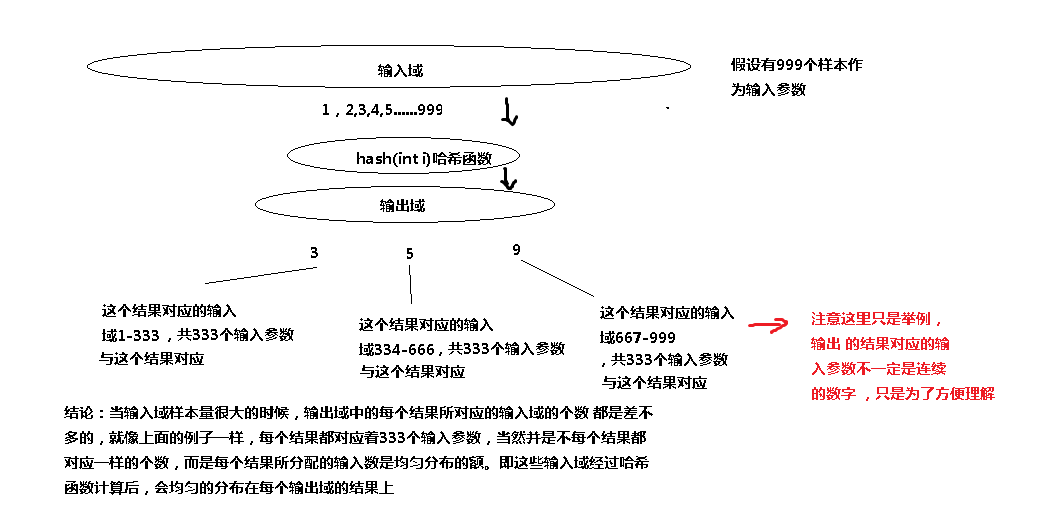 输入域
假设有999个样本作
为输入参数
1，2,3,4,5......999
hash(int i)哈希函数
输出域
3
5
9
这个结果对应的输入
域1-333，共333个输入参数
与这个结果对应
这个结果对应的输入
域334-666，共333个输入参数
与这个结果对应
这个结果对应的输入
域667-999
，共333个输入参数
与这个结果对应
注意这里只是举例，
输出 的结果对应的输
入参数不一定是连续
的数字 ，只是为了方便理解
结论：当输入域样本量很大的时候，输出域中的每个结果所对应的输入域的个数 都是差不
多的，就像上面的例子一样，每个结果都对应着333个输入参数，当然并是不每个结果都
对应一样的个数，而是每个结果所分配的输入数是均匀分布的额。即这些输入域经过哈希
函数计算后，会均匀的分布在每个输出域的结果上